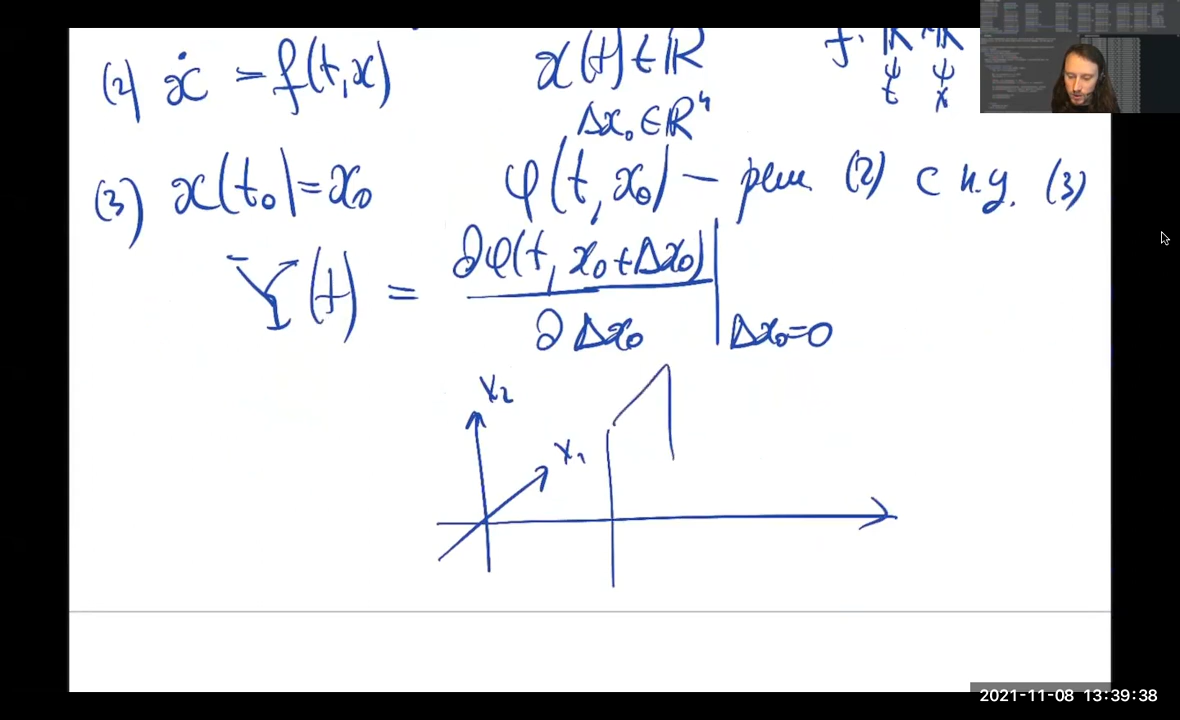 (2) ẋ = f(t,x) x(t)∈ℝ f: ℝ × ℝ
Δx₀∈ℝⁿ t x
(3) x(t₀)=x₀ φ(t, x₀) — реш (2) с н.у. (3)
Y(t) = ∂φ(t, x₀+Δx₀) / ∂Δx₀ | Δx₀=0
x₂
x₁
2021-11-08 13:39:38